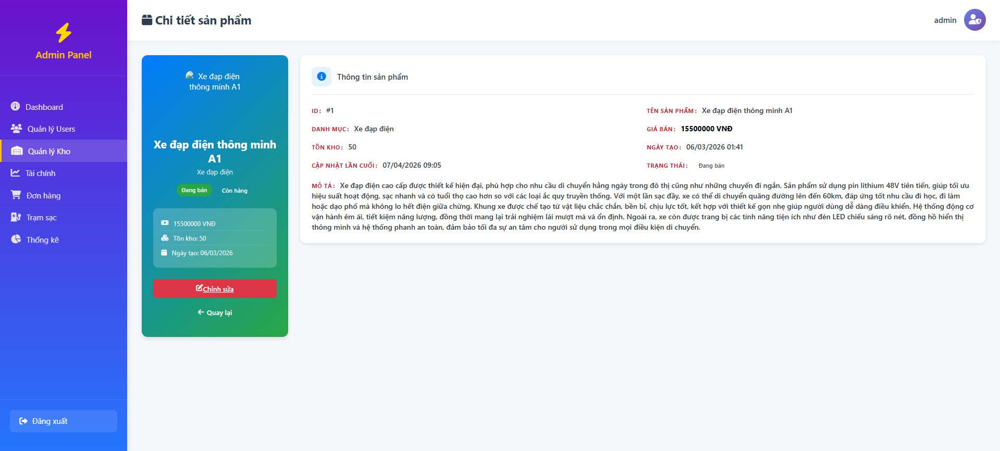 Admin Panel
Dashboard
Quản lý Users
Quản lý Kho
Tài chính
Đơn hàng
Trạm sạc
Thống kê
Đăng xuất
Chi tiết sản phẩm
admin
Xe đạp điện
thông minh A1
Xe đạp điện thông minh
A1
Xe đạp điện
Đang bán
Còn hàng
15500000 VNĐ
Tồn kho: 50
Ngày tạo: 06/03/2026
Chỉnh sửa
Quay lại
Thông tin sản phẩm
ID: #1
TÊN SẢN PHẨM: Xe đạp điện thông minh A1
DANH MỤC: Xe đạp điện
GIÁ BÁN: 15500000 VNĐ
TỒN KHO: 50
NGÀY TẠO: 06/03/2026 01:41
CẬP NHẬT LẦN CUỐI: 07/04/2026 09:05
TRẠNG THÁI: Đang bán
MÔ TẢ: Xe đạp điện cao cấp được thiết kế hiện đại, phù hợp cho nhu cầu di chuyển hằng ngày trong đô thị cũng như những chuyến đi ngắn. Sản phẩm sử dụng pin lithium 48V tiên tiến, giúp tối ưu
hiệu suất hoạt động, sạc nhanh và có tuổi thọ cao hơn so với các loại ắc quy truyền thống. Với một lần sạc đầy, xe có thể di chuyển quãng đường lên đến 60km, đáp ứng tốt nhu cầu đi học, đi làm
hoặc dạo phố mà không lo hết điện giữa chừng. Khung xe được chế tạo từ vật liệu chắc chắn, bền bỉ, chịu lực tốt, kết hợp với thiết kế gọn nhẹ giúp người dùng dễ dàng điều khiển. Hệ thống động cơ
vận hành êm ái, tiết kiệm năng lượng, đồng thời mang lại trải nghiệm lái mượt mà và ổn định. Ngoài ra, xe còn được trang bị các tính năng tiện ích như đèn LED chiếu sáng rõ nét, đồng hồ hiển thị
thông minh và hệ thống phanh an toàn, đảm bảo tối đa sự an tâm cho người sử dụng trong mọi điều kiện di chuyển.